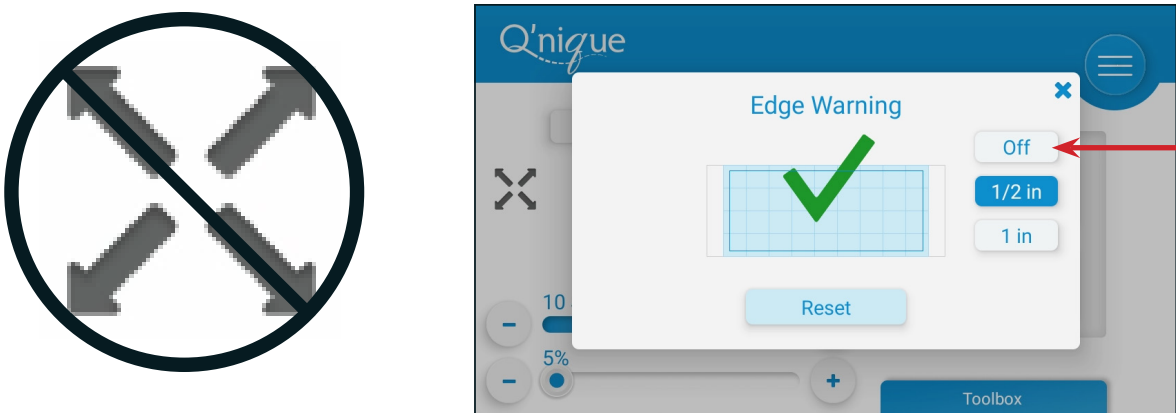 Q'nique
Edge Warning
Off
1/2 in
1 in
Reset
10
5%
Toolbox